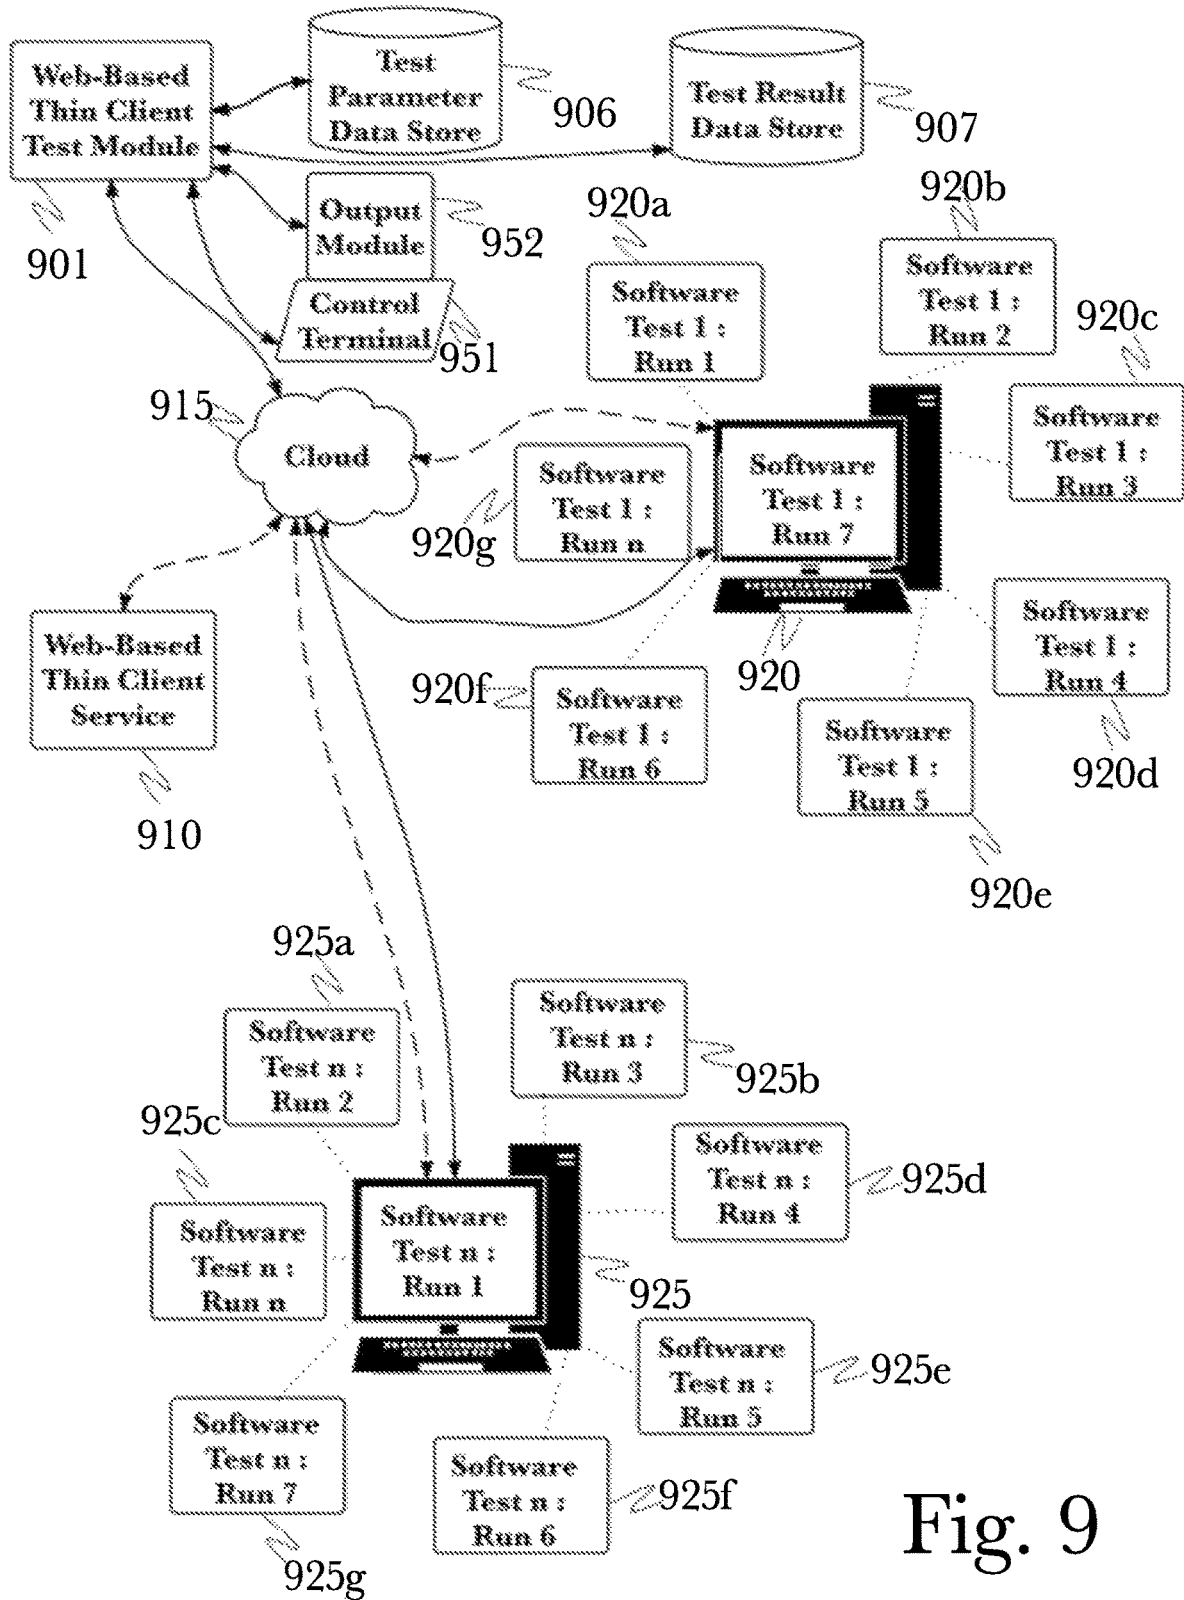 Web-Based
Thin Client
Test Module
901
Test
Parameter
Data Store
906
Test Result
Data Store
907
Output
Module
952
Control
Terminal
951
920a
Software
Test 1 :
Run 1
920b
Software
Test 1 :
Run 2
920c
Software
Test 1 :
Run 3
915
Cloud
Software
Test 1 :
Run n
920g
Software
Test 1 :
Run 7
920
Software
Test 1 :
Run 4
920d
Web-Based
Thin Client
Service
910
920f
Software
Test 1 :
Run 6
Software
Test 1 :
Run 5
920e
925a
Software
Test n :
Run 2
Software
Test n :
Run 3
925b
925c
Software
Test n :
Run n
Software
Test n :
Run 4
925d
Software
Test n :
Run 1
925
Software
Test n :
Run 5
925e
Software
Test n :
Run 7
925g
Software
Test n :
Run 6
925f
Fig. 9